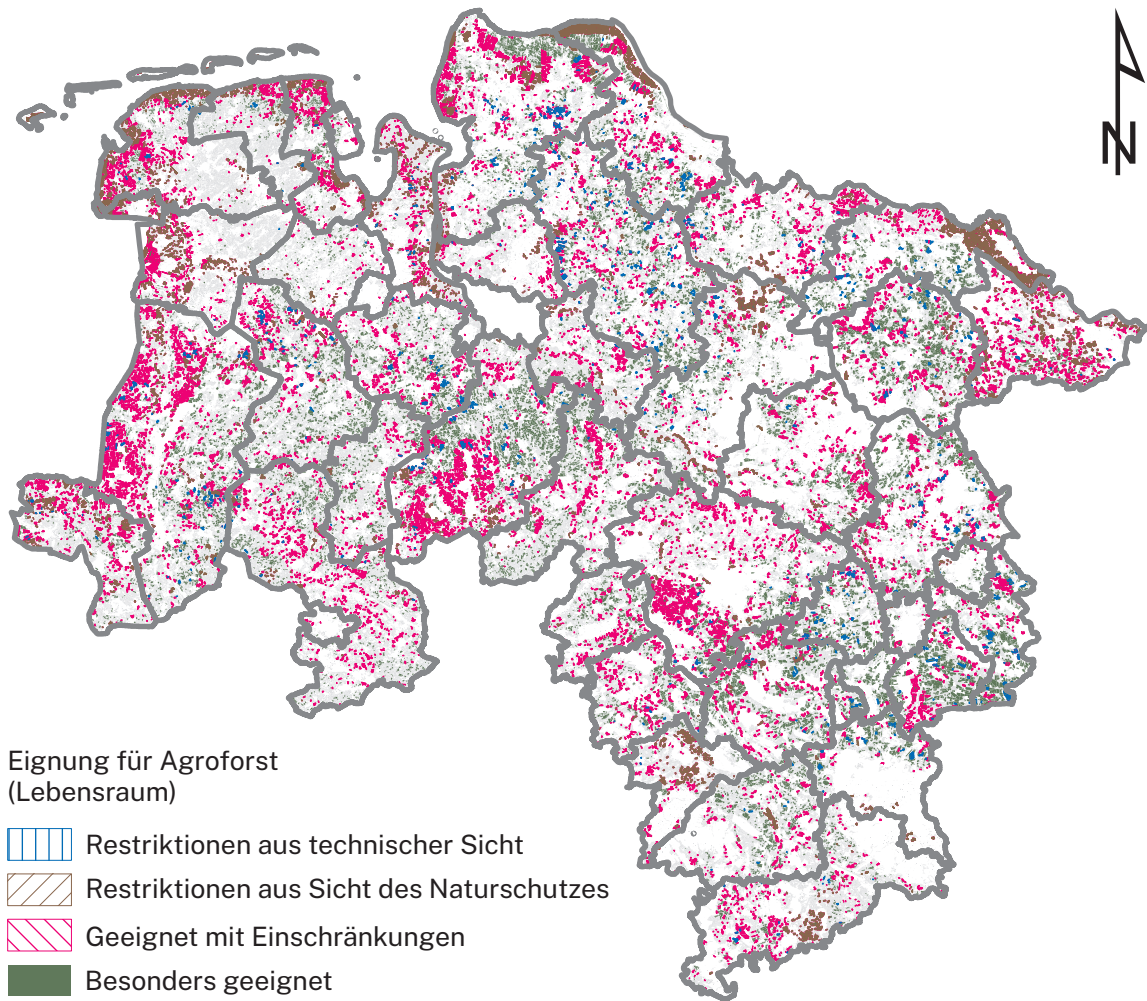 N
Eignung für Agroforst
(Lebensraum)
Restriktionen aus technischer Sicht
Restriktionen aus Sicht des Naturschutzes
Geeignet mit Einschränkungen
Besonders geeignet